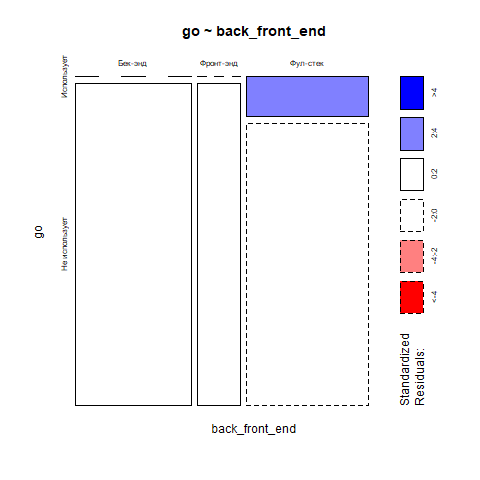 go ~ back_front_end
Бек-энд
Фронт-энд
Фул-стек
Использует
Не использует
go
back_front_end
>4
2:4
0:2
-2:0
-4:-2
<-4
Standardized
Residuals: